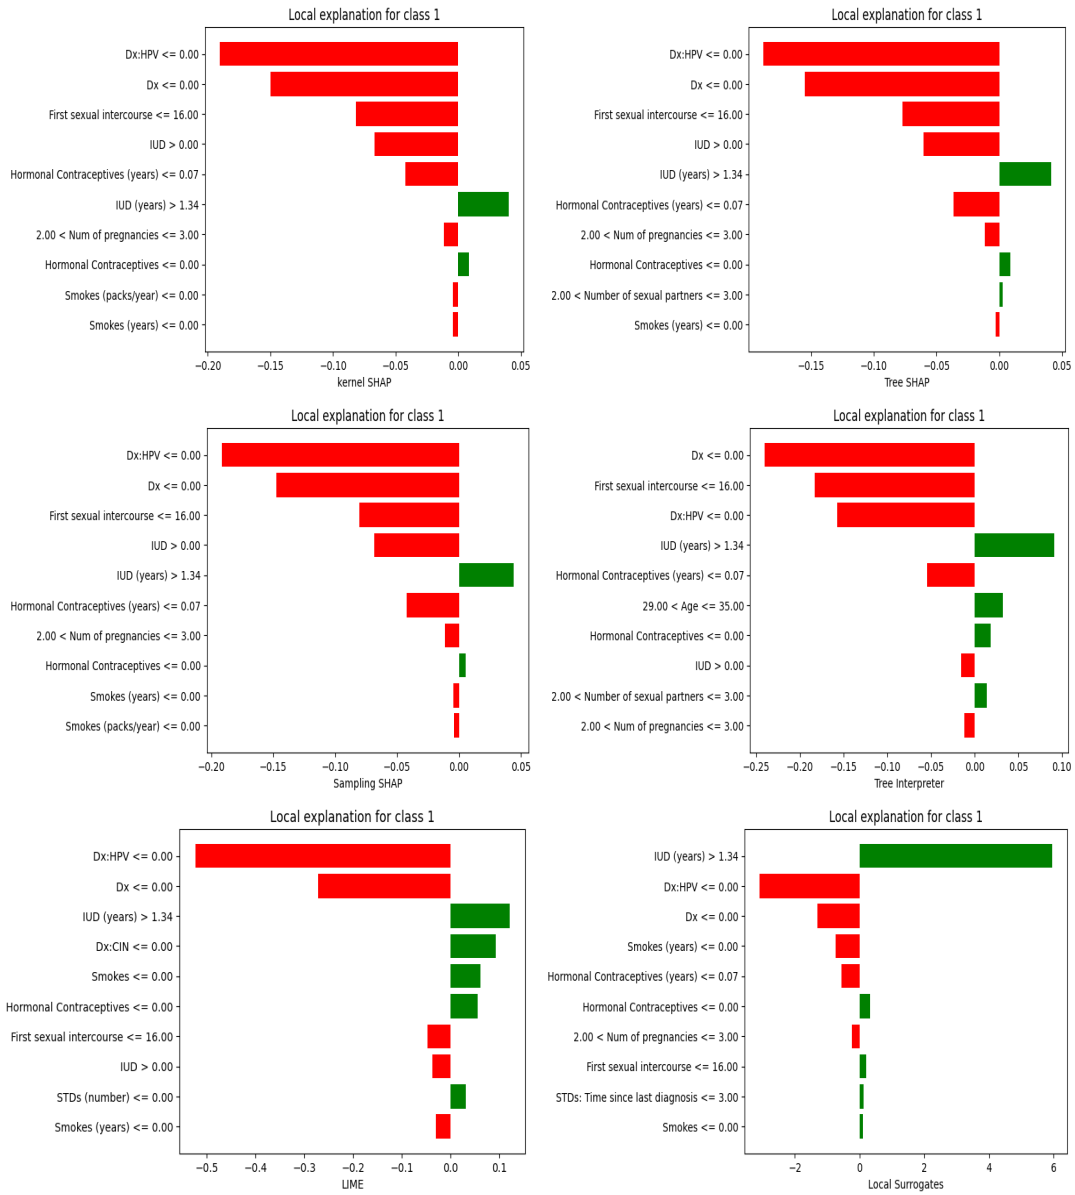 Local explanation for class 1
Dx:HPV <= 0.00
Dx <= 0.00
First sexual intercourse <= 16.00
IUD > 0.00
Hormonal Contraceptives (years) <= 0.07
IUD (years) > 1.34
2.00 < Num of pregnancies <= 3.00
Hormonal Contraceptives <= 0.00
Smokes (packs/year) <= 0.00
Smokes (years) <= 0.00
−0.20 −0.15 −0.10 −0.05 0.00 0.05
kernel SHAP
Local explanation for class 1
Dx:HPV <= 0.00
Dx <= 0.00
First sexual intercourse <= 16.00
IUD > 0.00
IUD (years) > 1.34
Hormonal Contraceptives (years) <= 0.07
2.00 < Num of pregnancies <= 3.00
Hormonal Contraceptives <= 0.00
2.00 < Number of sexual partners <= 3.00
Smokes (years) <= 0.00
−0.15 −0.10 −0.05 0.00 0.05
Tree SHAP
Local explanation for class 1
Dx:HPV <= 0.00
Dx <= 0.00
First sexual intercourse <= 16.00
IUD > 0.00
IUD (years) > 1.34
Hormonal Contraceptives (years) <= 0.07
2.00 < Num of pregnancies <= 3.00
Hormonal Contraceptives <= 0.00
Smokes (years) <= 0.00
Smokes (packs/year) <= 0.00
−0.20 −0.15 −0.10 −0.05 0.00 0.05
Sampling SHAP
Local explanation for class 1
Dx <= 0.00
First sexual intercourse <= 16.00
Dx:HPV <= 0.00
IUD (years) > 1.34
Hormonal Contraceptives (years) <= 0.07
29.00 < Age <= 35.00
Hormonal Contraceptives <= 0.00
IUD > 0.00
2.00 < Number of sexual partners <= 3.00
2.00 < Num of pregnancies <= 3.00
−0.25 −0.20 −0.15 −0.10 −0.05 0.00 0.05 0.10
Tree Interpreter
Local explanation for class 1
Dx:HPV <= 0.00
Dx <= 0.00
IUD (years) > 1.34
Dx:CIN <= 0.00
Smokes <= 0.00
Hormonal Contraceptives <= 0.00
First sexual intercourse <= 16.00
IUD > 0.00
STDs (number) <= 0.00
Smokes (years) <= 0.00
−0.5 −0.4 −0.3 −0.2 −0.1 0.0 0.1
LIME
Local explanation for class 1
IUD (years) > 1.34
Dx:HPV <= 0.00
Dx <= 0.00
Smokes (years) <= 0.00
Hormonal Contraceptives (years) <= 0.07
Hormonal Contraceptives <= 0.00
2.00 < Num of pregnancies <= 3.00
First sexual intercourse <= 16.00
STDs: Time since last diagnosis <= 3.00
Smokes <= 0.00
−2 0 2 4 6
Local Surrogates